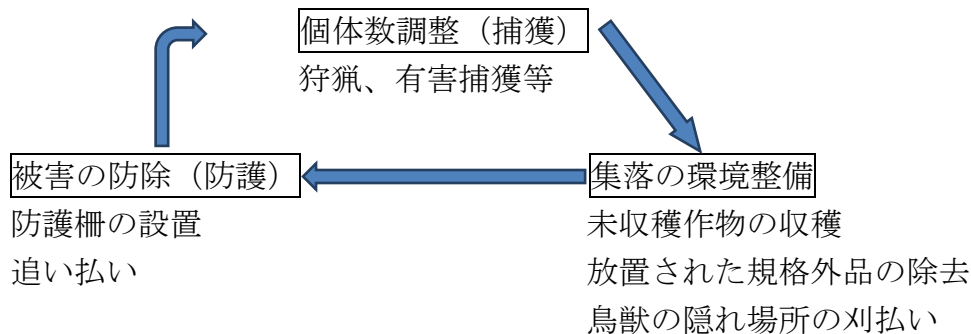 個体数調整（捕獲）
狩猟、有害捕獲等
被害の防除（防護）
防護柵の設置
追い払い
集落の環境整備
未収穫作物の収穫
放置された規格外品の除去
鳥獣の隠れ場所の刈払い